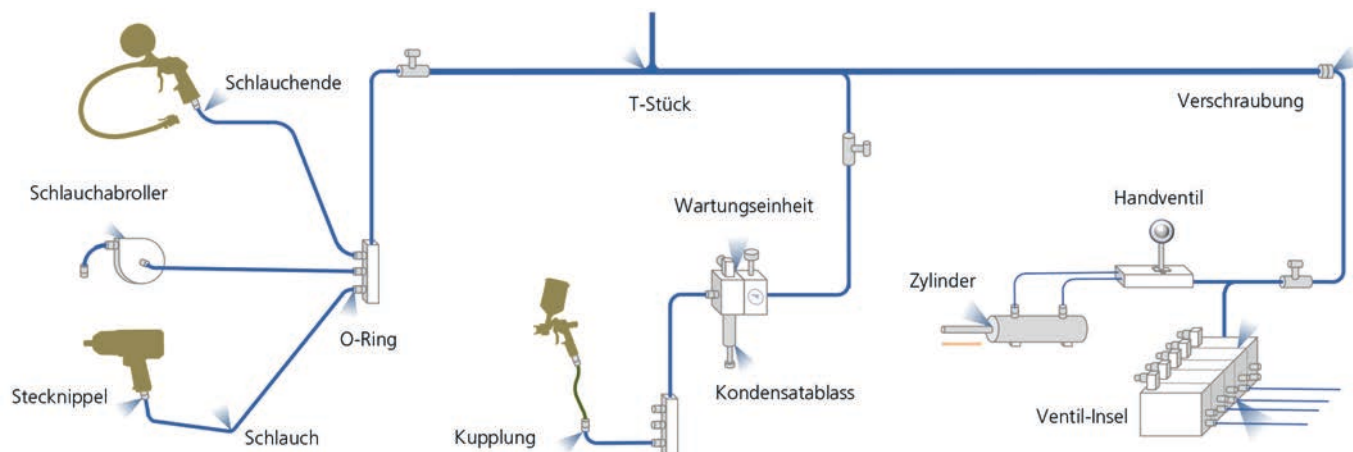 Schlauchende
T-Stück
Verschraubung
Schlauchabroller
Wartungseinheit
Handventil
Zylinder
O-Ring
Stecknippel
Kondensatablass
Schlauch
Kupplung
Ventil-Insel